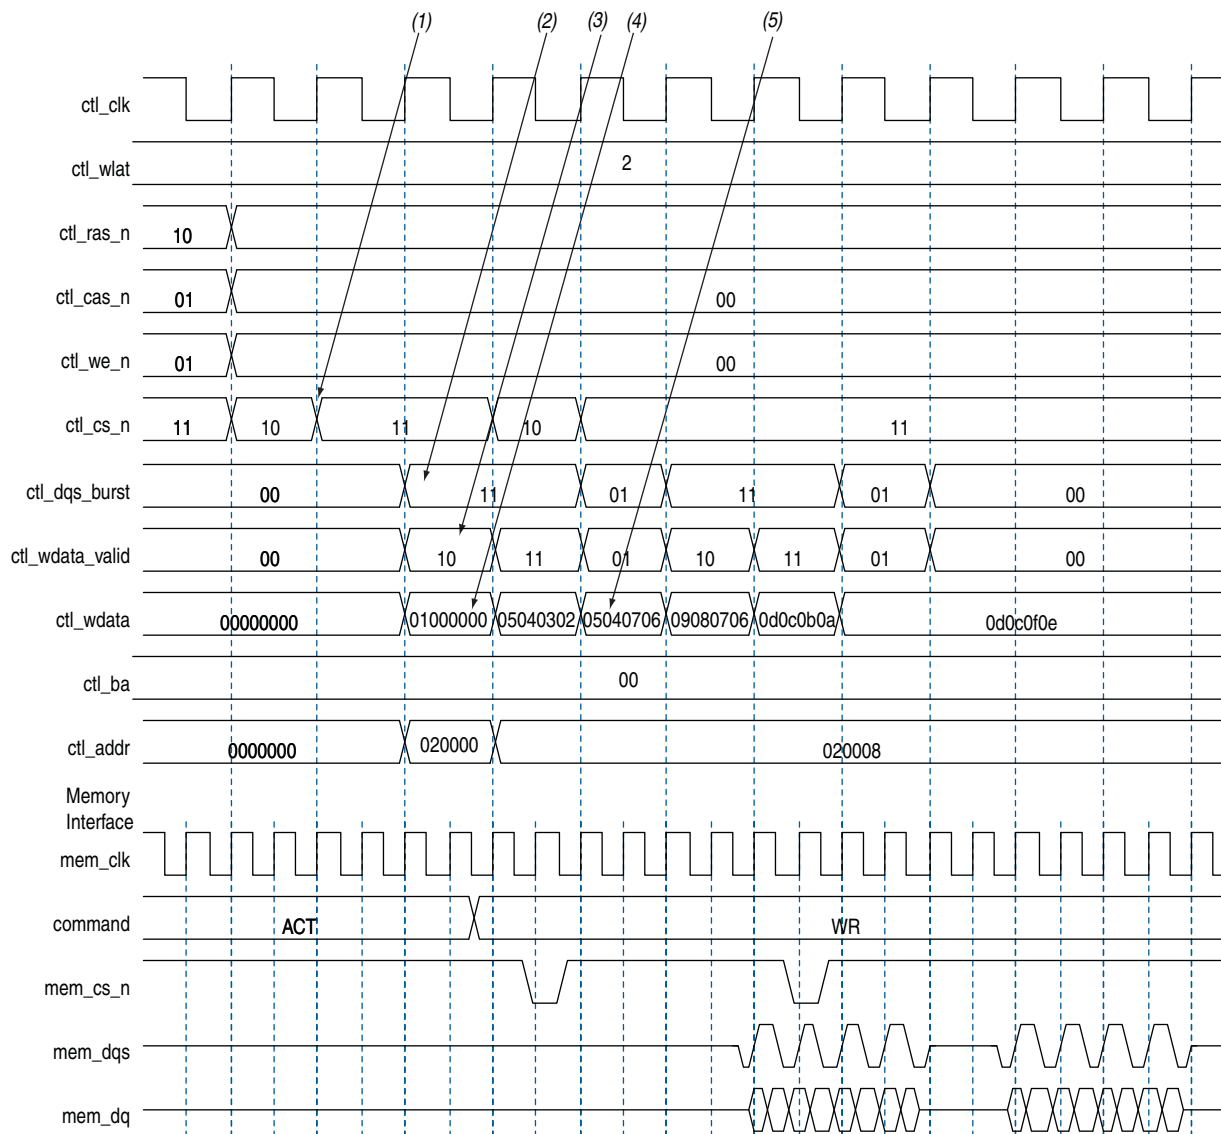 (1) (2) (3) (4) (5)
ctl_clk
ctl_wlat 2
ctl_ras_n 10
ctl_cas_n 01 00
ctl_we_n 01 00
ctl_cs_n 11 10 11 10 11
ctl_dqs_burst 00 11 01 11 01 00
ctl_wdata_valid 00 10 11 01 10 11 01 00
ctl_wdata 00000000 01000000 05040302 05040706 09080706 0d0c0b0a 0d0c0f0e
ctl_ba 00
ctl_addr 0000000 020000 020008
Memory
Interface
mem_clk
command ACT WR
mem_cs_n
mem_dqs
mem_dq